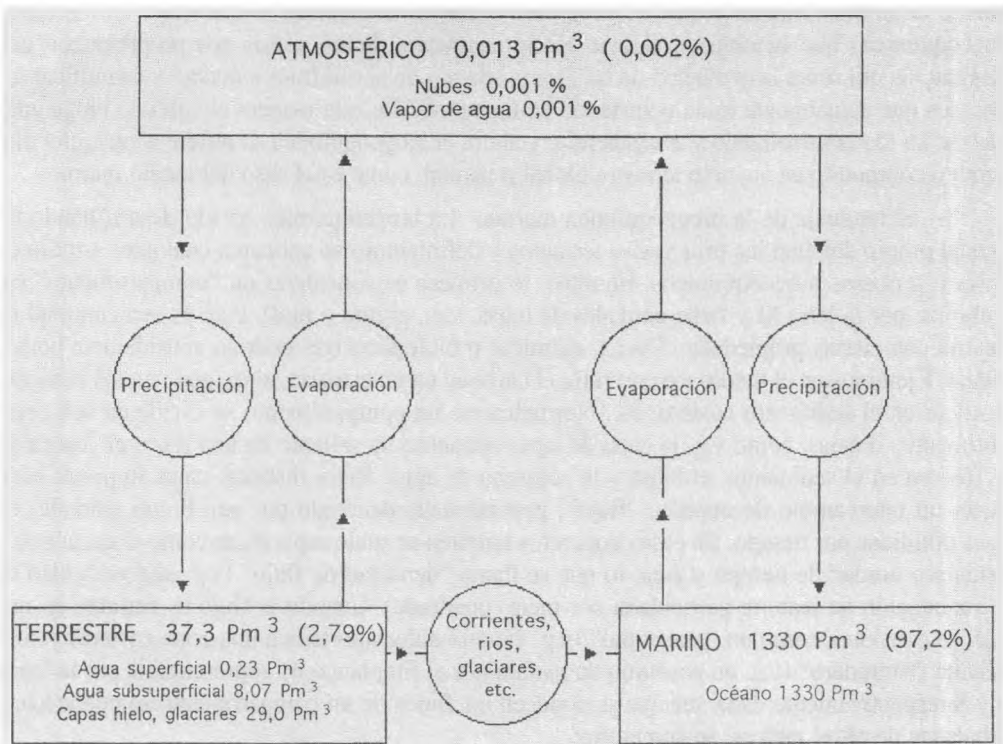 ATMOSFÉRICO 0,013 Pm³ ( 0,002%)
Nubes 0,001 %
Vapor de agua 0,001 %
Precipitación
Evaporación
Evaporación
Precipitación
TERRESTRE -37,3 Pm³ (2,79%)
Agua superficial 0,23 Pm³
Agua subsuperficial 8,07 Pm³
Capas hielo, glaciares 29,0 Pm³
Corrientes,
rios,
glaciares,
etc.
MARINO 1330 Pm³ (97,2%)
Océano 1330 Pm³